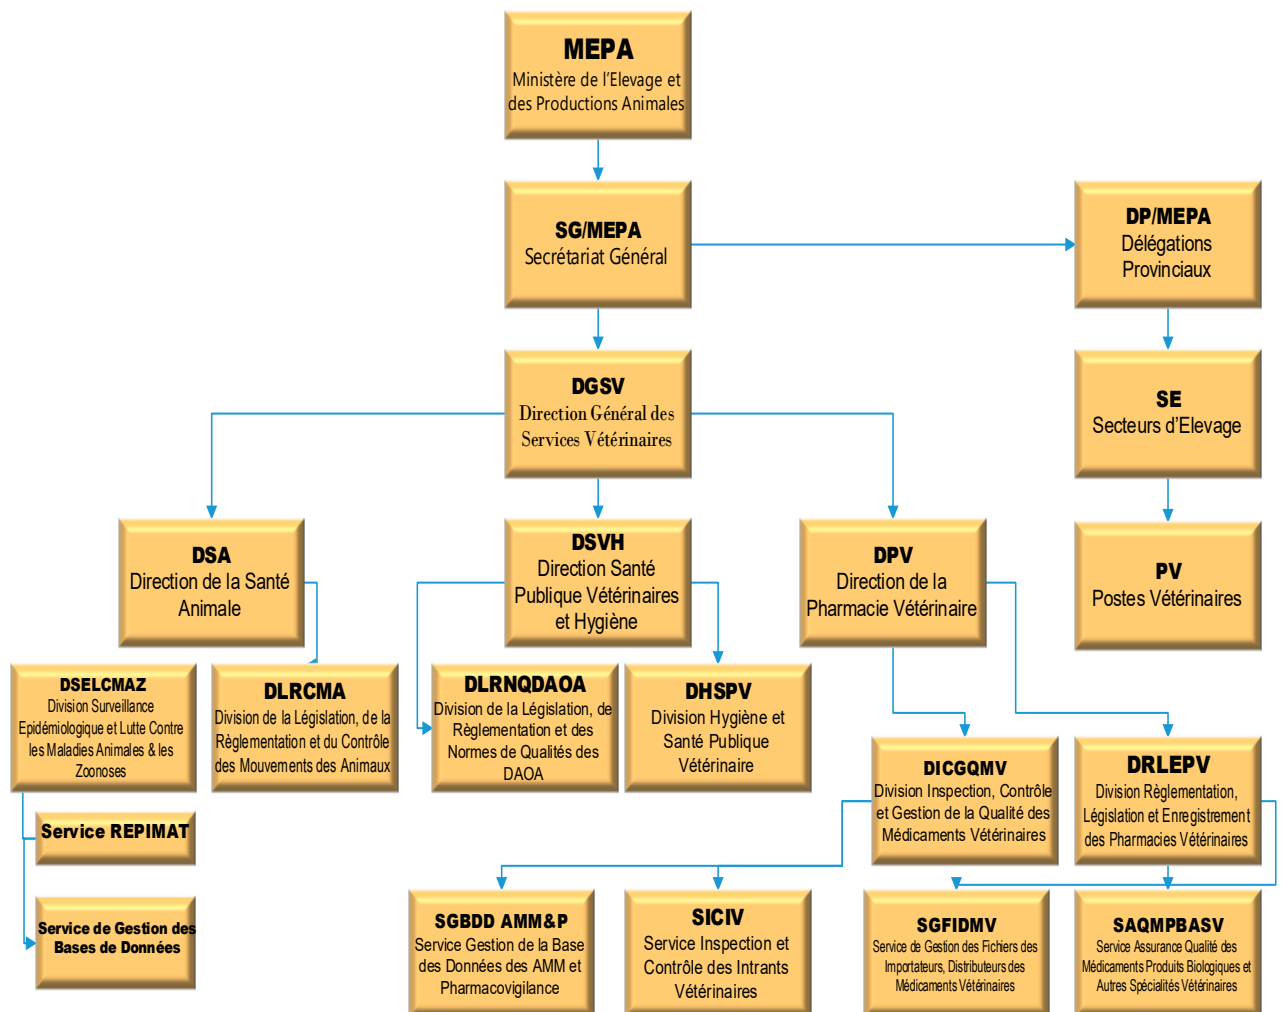 MEPA
Ministère de l'Elevage et
des Productions Animales
SG/MEPA
Secrétariat Général
DP/MEPA
Délégations
Provinciaux
DGSV
Direction Général des
Services Vétérinaires
SE
Secteurs d'Elevage
DSA
Direction de la Santé
Animale
DSVH
Direction Santé
Publique Vétérinaires
et Hygiène
DPV
Direction de la
Pharmacie Vétérinaire
PV
Postes Vétérinaires
DSELCMAZ
Division Surveillance
Epidémiologique et Lutte Contre
les Maladies Animales & les
Zoonoses
DLRCMA
Division de la Législation, de la
Règlementation et du Contrôle
des Mouvements des Animaux
DLRNQDAOA
Division de la Législation, de
Règlementation et des
Normes de Qualités des
DAOA
DHSPV
Division Hygiène et
Santé Publique
Vétérinaire
DICGQMV
Division Inspection, Contrôle
et Gestion de la Qualité des
Médicaments Vétérinaires
DRLEPV
Division Règlementation,
Législation et Enregistrement
des Pharmacies Vétérinaires
Service REPIMAT
Service de Gestion des
Bases de Données
SGBDD AMM&P
Service Gestion de la Base
des Données des AMM et
Pharmacovigilance
SICIV
Service Inspection et
Contrôle des Intrants
Vétérinaires
SGFIDMV
Service de Gestion des Fichiers des
Importateurs, Distributeurs des
Médicaments Vétérinaires
SAQMPBASV
Service Assurance Qualité des
Médicaments Produits Biologiques et
Autres Spécialités Vétérinaires